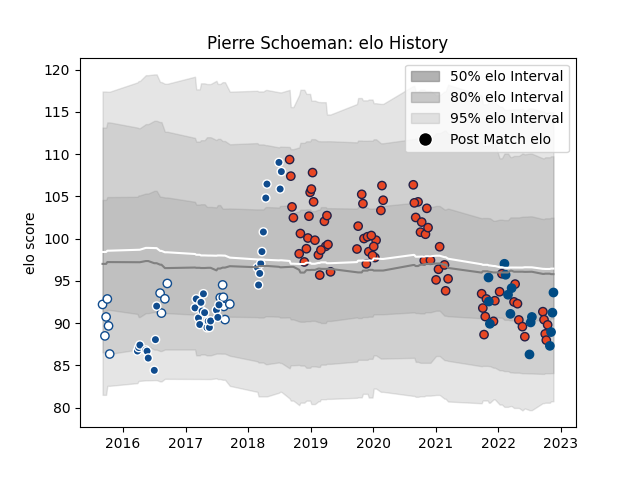 Pierre Schoeman: elo History
120
115
110
105
100
95
90
85
80
elo score
50% elo Interval
80% elo Interval
95% elo Interval
Post Match elo
2016
2017
2018
2019
2020
2021
2022
2023